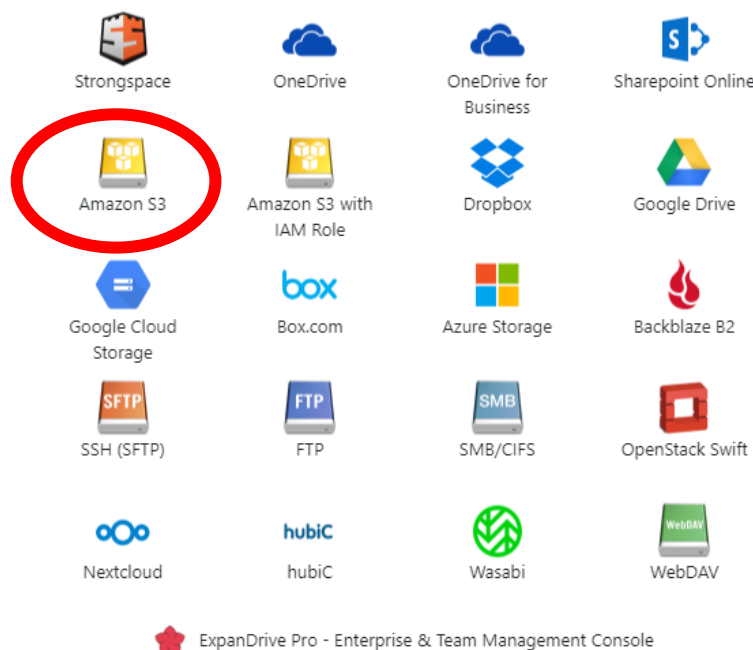 Strongspace
OneDrive
OneDrive for
Business
S
Sharepoint Online
Amazon S3
Amazon S3 with
IAM Role
Dropbox
Google Drive
Google Cloud
Storage
box
Box.com
Azure Storage
Backblaze B2
SFTP
SSH (SFTP)
FTP
FTP
SMB
SMB/CIFS
OpenStack Swift
Nextcloud
hubiC
hubiC
Wasabi
WebDAV
WebDAV
ExpanDrive Pro - Enterprise & Team Management Console